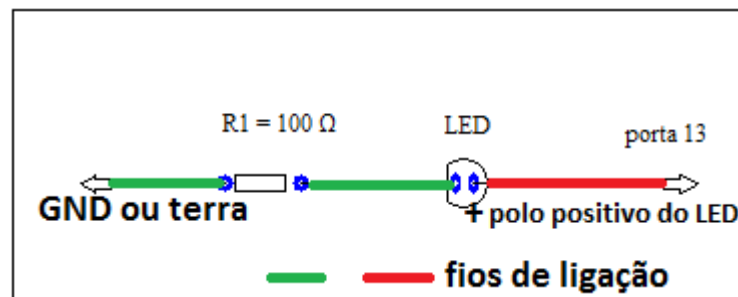 R1 = 100 Ω
LED
porta 13
GND ou terra
+ polo positivo do LED
fios de ligação